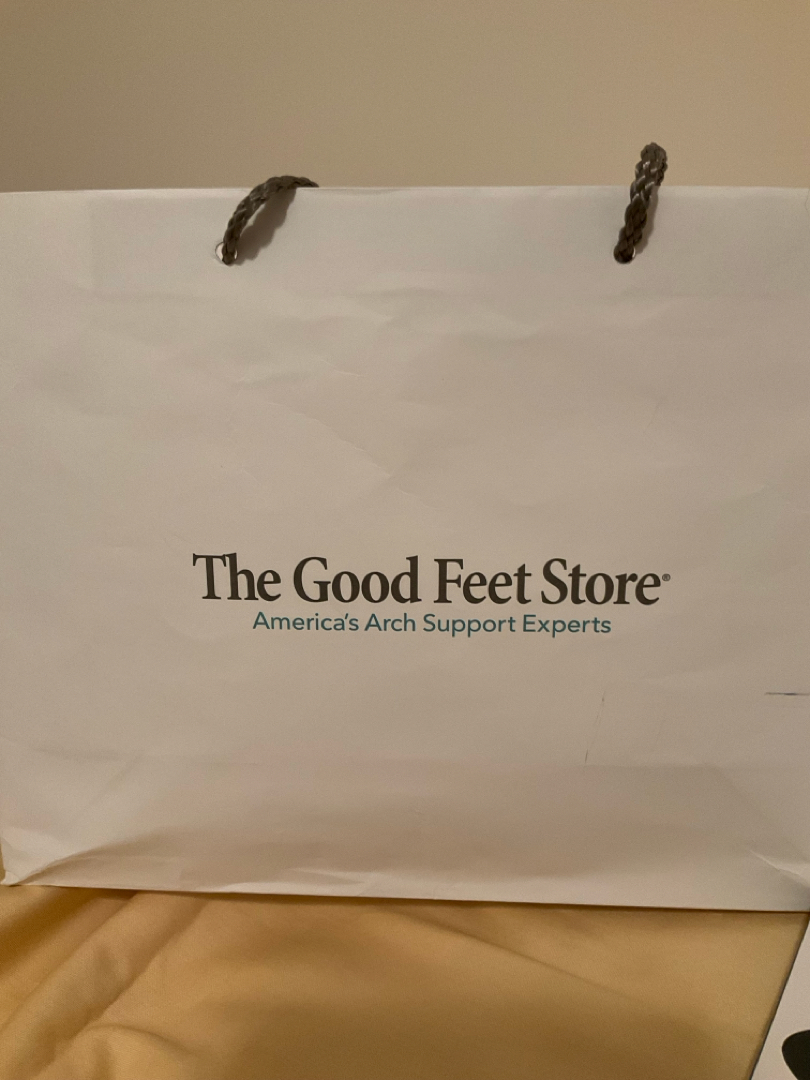 The Good Feet Store®
America's Arch Support Experts